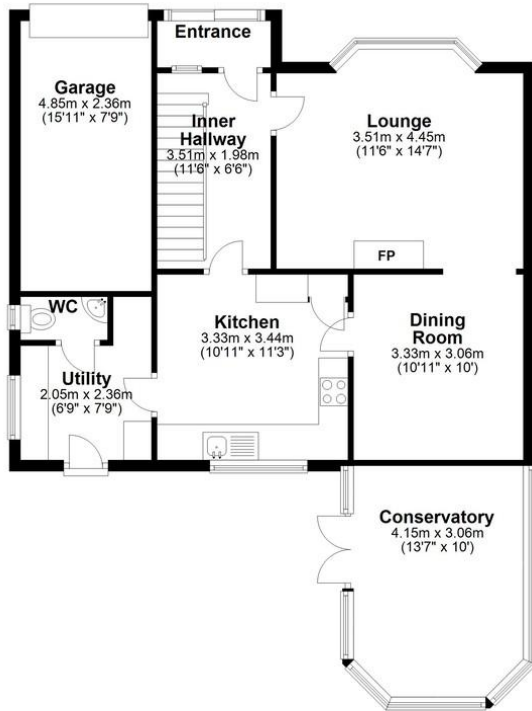 Entrance
Garage
4.85m x 2.36m
(15'11" x 7'9")
Inner
Hallway
3.51m x 1.98m
(11'6" x 6'6")
Lounge
3.51m x 4.45m
(11'6" x 14'7")
FP
WC
Kitchen
3.33m x 3.44m
(10'11" x 11'3")
Dining
Room
3.33m x 3.06m
(10'11" x 10')
Utility
2.05m x 2.36m
(6'9" x 7'9")
Conservatory
4.15m x 3.06m
(13'7" x 10')